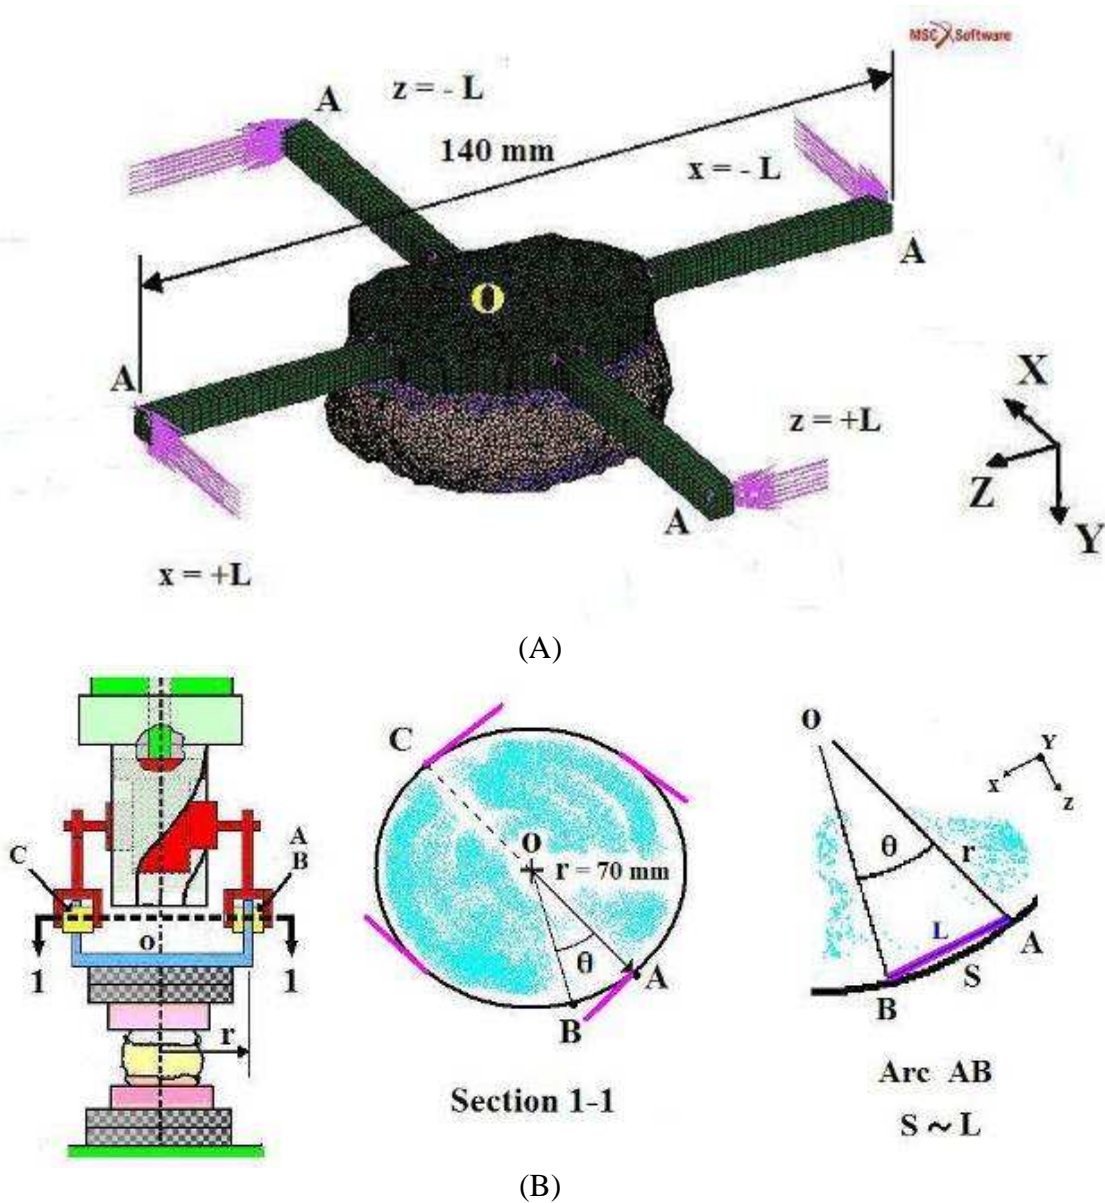 MSC Software
z = - L
A
140 mm
x = - L
A
O
A
z = +L
A
x = +L
X
Z
Y
(A)
C
A
B
O
1
1
r
C
O
r = 70 mm
θ
A
B
Section 1-1
O
Y
x
z
θ
r
L
A
S
B
Arc AB
S ~ L
(B)